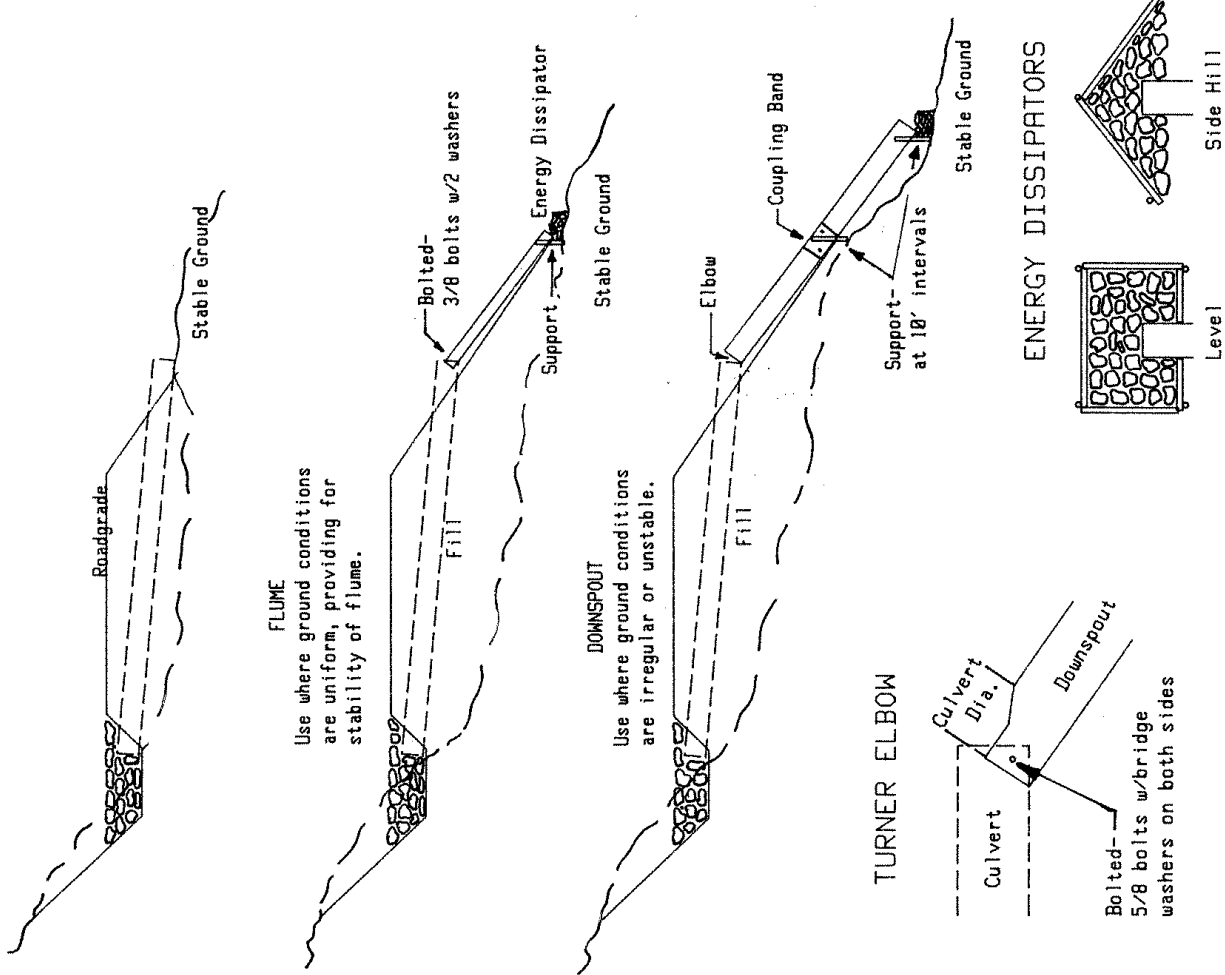 Roadgrade
Stable Ground
FLUME
Use where ground conditions
are uniform, providing for
stability of flume.
Bolted-
3/8 bolts w/2 washers
Fill
Energy Dissipator
Support
Stable Ground
DOWNSPOUT
Use where ground conditions
are irregular or unstable.
Elbow
Coupling Band
Fill
Support-
at 10' intervals
Stable Ground
TURNER ELBOW
Culvert
Dia.
Culvert
Downspout
Bolted-
5/8 bolts w/bridge
washers on both sides
ENERGY DISSIPATORS
Level
Side Hill